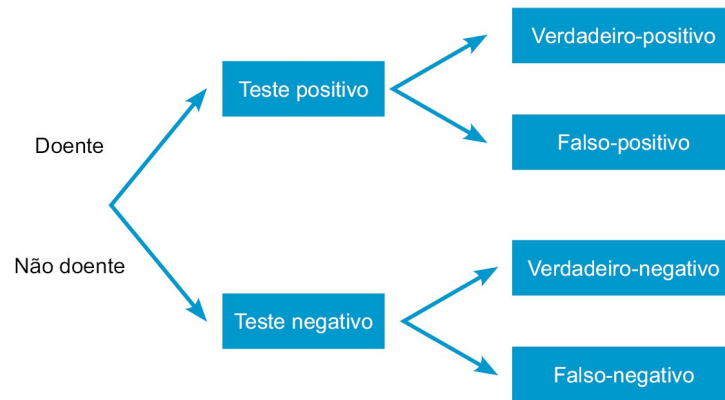 Doente
Não doente
Teste positivo
Teste negativo
Verdadeiro-positivo
Falso-positivo
Verdadeiro-negativo
Falso-negativo